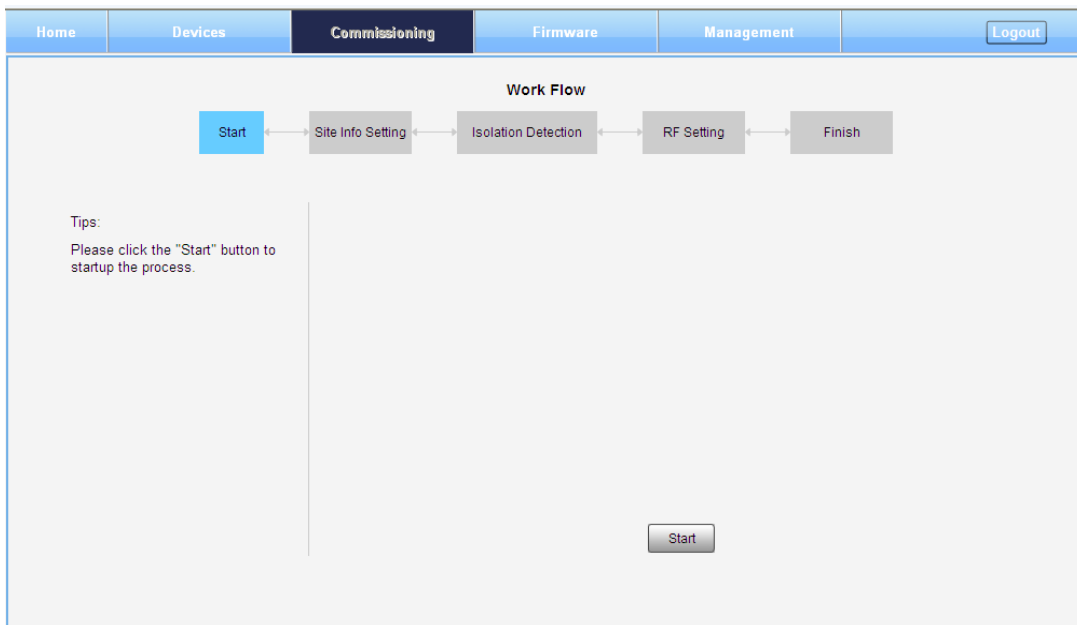 Home Devices Commissioning Firmware Management Logout
Work Flow
Start Site Info Setting Isolation Detection RF Setting Finish
Tips:
Please click the "Start" button to
startup the process.
Start